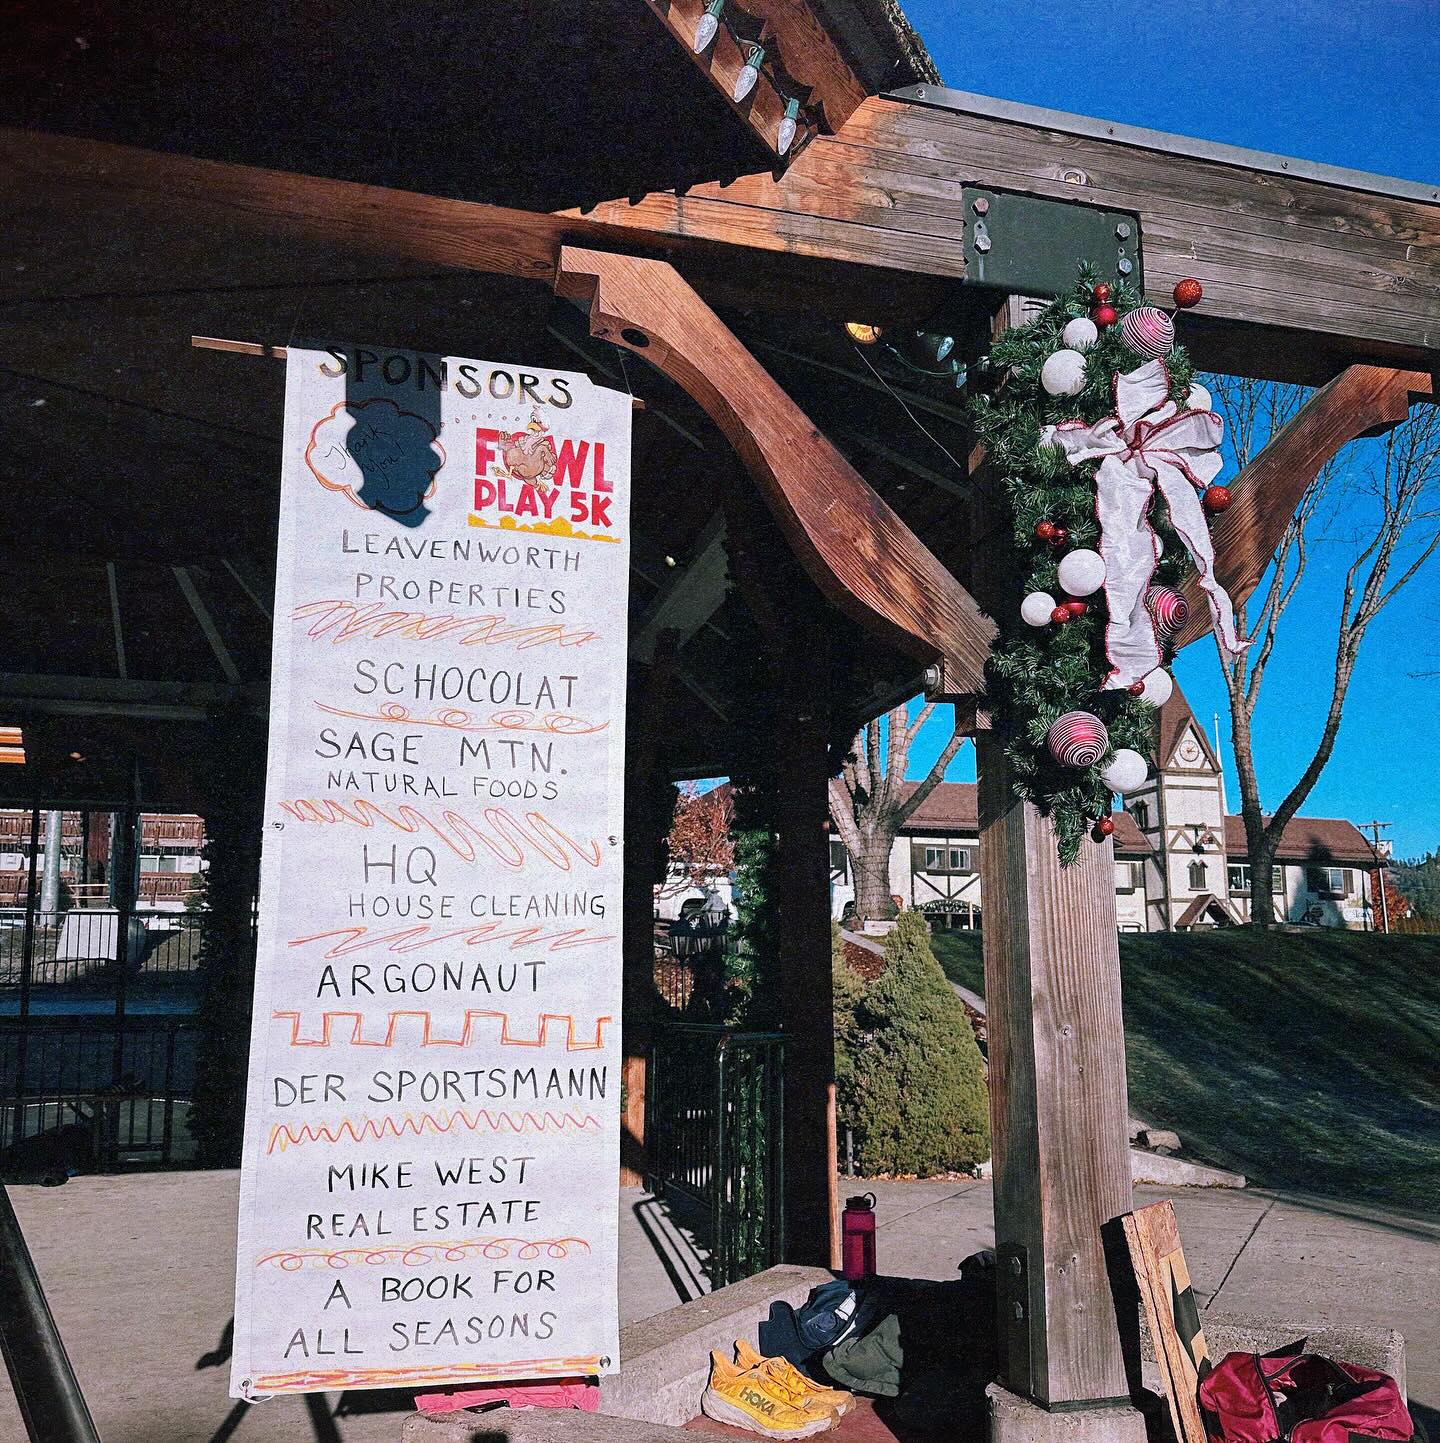 SPONSORS
Thank
you!
FOWL
PLAY 5K
LEAVENWORTH
PROPERTIES
SCHOCOLAT
SAGE MTN.
NATURAL FOODS
HQ
HOUSE CLEANING
ARGONAUT
DER SPORTSMANN
MIKE WEST
REAL ESTATE
A BOOK FOR
ALL SEASONS
HOKA